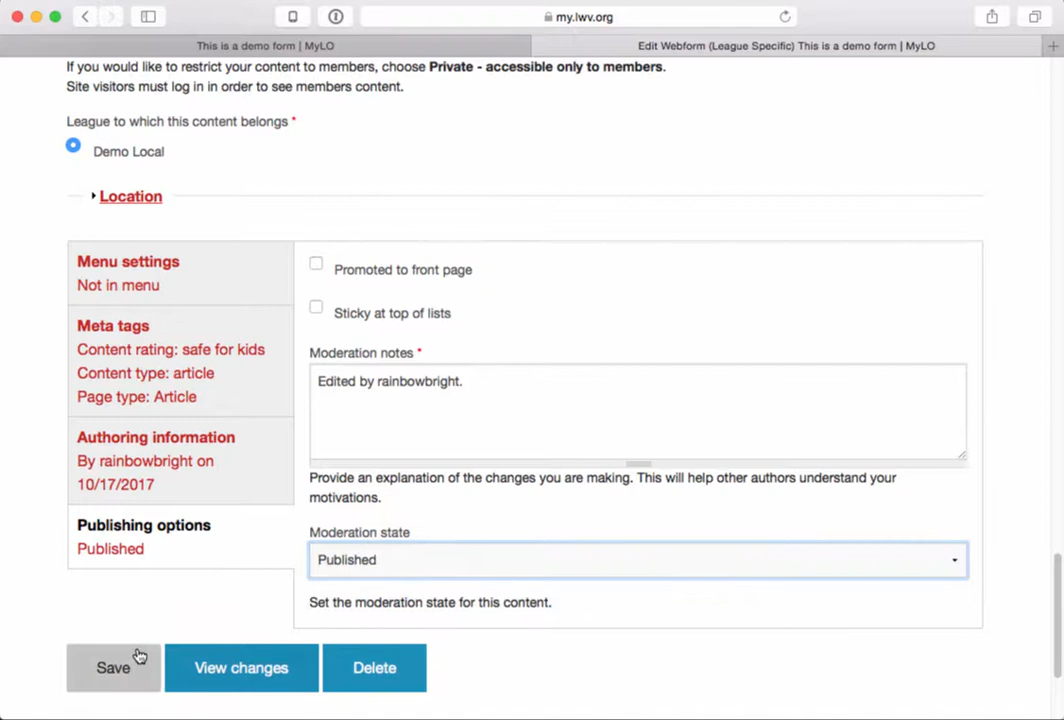 my.lwv.org
This is a demo form | MyLO
Edit Webform (League Specific) This is a demo form | MyLO
If you would like to restrict your content to members, choose Private - accessible only to members.
Site visitors must log in in order to see members content.
League to which this content belongs *
Demo Local
Location
Menu settings
Not in menu
Meta tags
Content rating: safe for kids
Content type: article
Page type: Article
Authoring information
By rainbowbright on
10/17/2017
Publishing options
Published
Promoted to front page
Sticky at top of lists
Moderation notes *
Edited by rainbowbright.
Provide an explanation of the changes you are making. This will help other authors understand your
motivations.
Moderation state
Published
Set the moderation state for this content.
Save
View changes
Delete